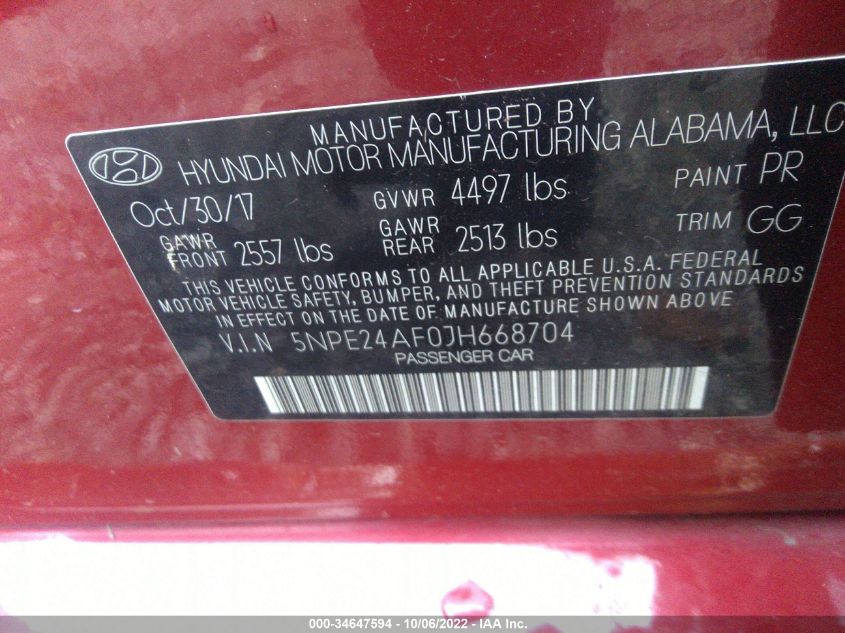 MANUFACTURED BY
HYUNDAI MOTOR MANUFACTURING ALABAMA, LLC
Oct/30/17 GVWR 4497 lbs PAINT PR
GAWR FRONT 2557 lbs GAWR REAR 2513 lbs TRIM GG
THIS VEHICLE CONFORMS TO ALL APPLICABLE U.S.A. FEDERAL
MOTOR VEHICLE SAFETY, BUMPER, AND THEFT PREVENTION STANDARDS
IN EFFECT ON THE DATE OF MANUFACTURE SHOWN ABOVE
V.I.N 5NPE24AF0JH668704
PASSENGER CAR
000-34647594 - 10/06/2022 - IAA Inc.